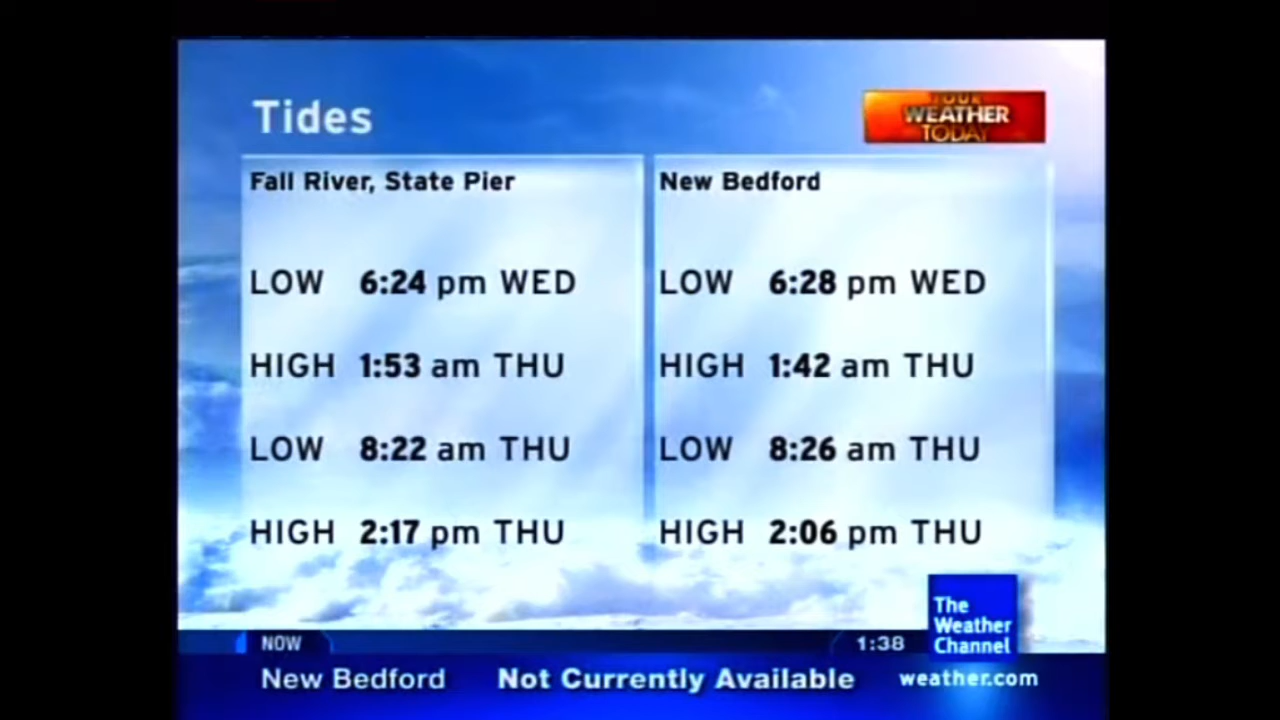 Tides
YOUR
WEATHER
TODAY
Fall River, State Pier
LOW 6:24 pm WED
HIGH 1:53 am THU
LOW 8:22 am THU
HIGH 2:17 pm THU
New Bedford
LOW 6:28 pm WED
HIGH 1:42 am THU
LOW 8:26 am THU
HIGH 2:06 pm THU
The
Weather
Channel
NOW
1:38
New Bedford Not Currently Available weather.com